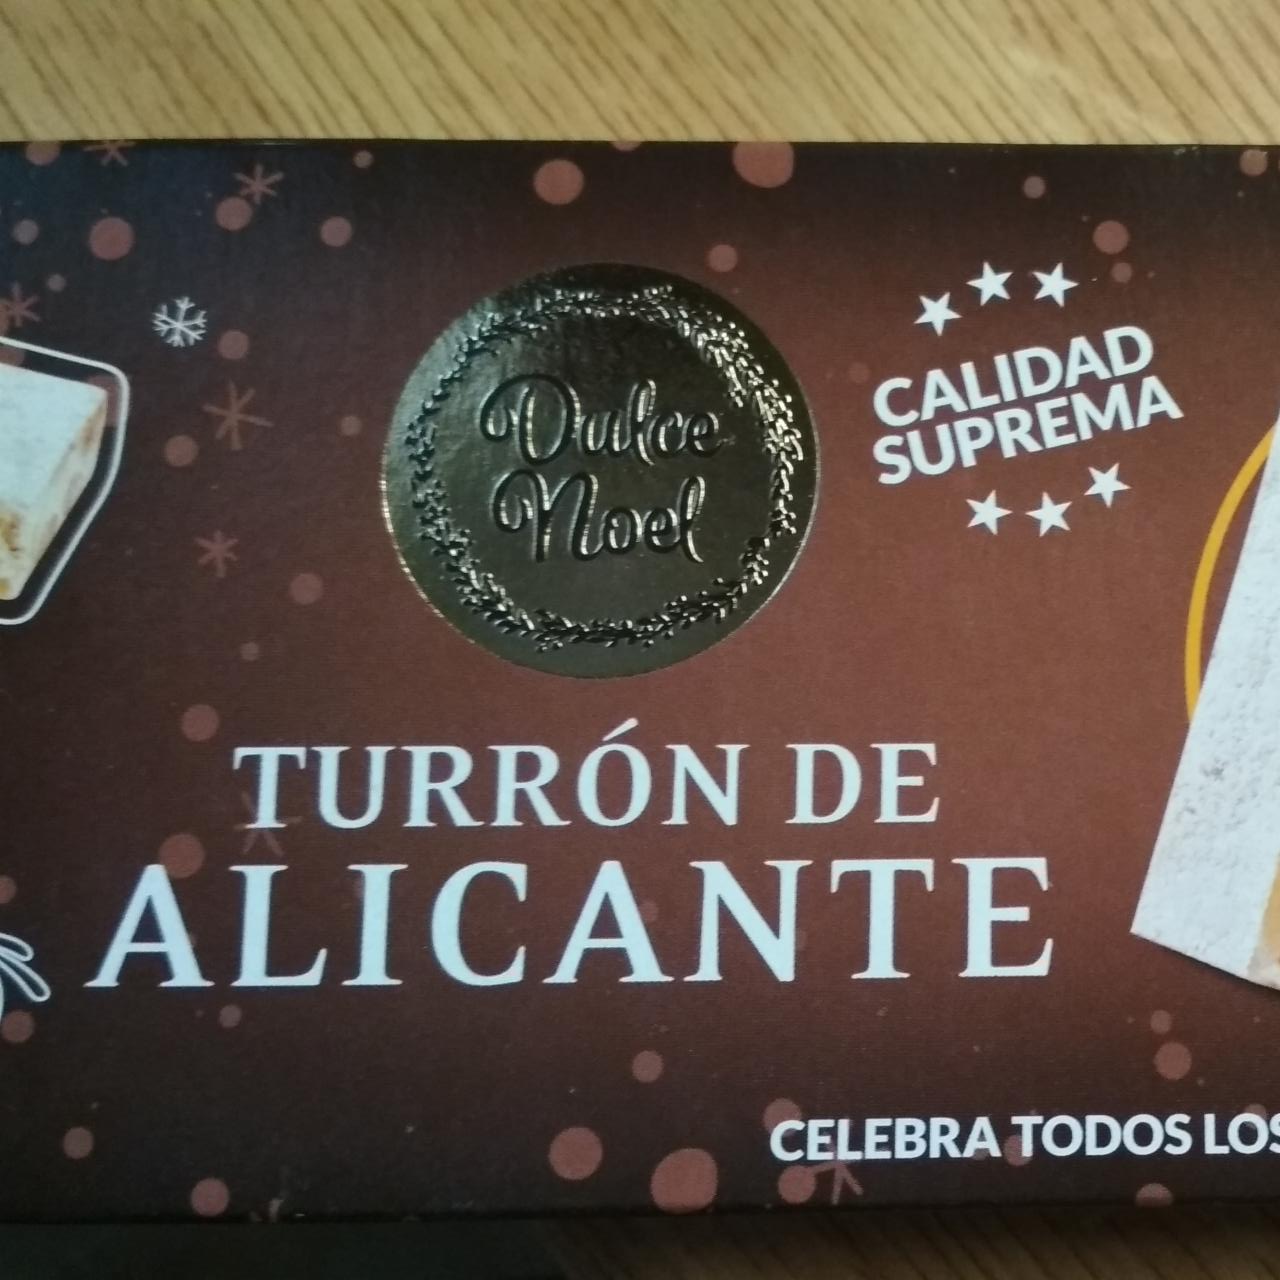 Dulce
Noel
CALIDAD
SUPREMA
TURRÓN DE
ALICANTE
CELEBRA TODOS LOS